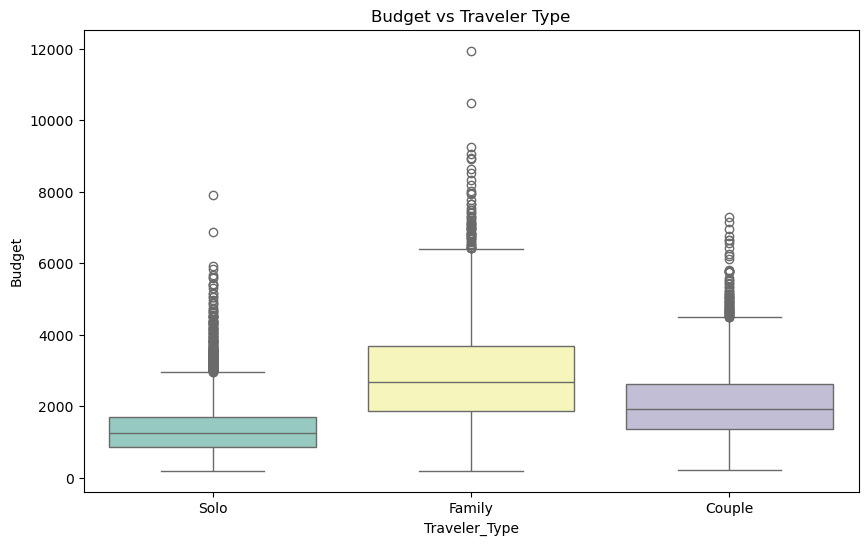 Budget vs Traveler Type
12000
10000
8000
6000
4000
2000
0
Budget
Solo
Family
Couple
Traveler_Type